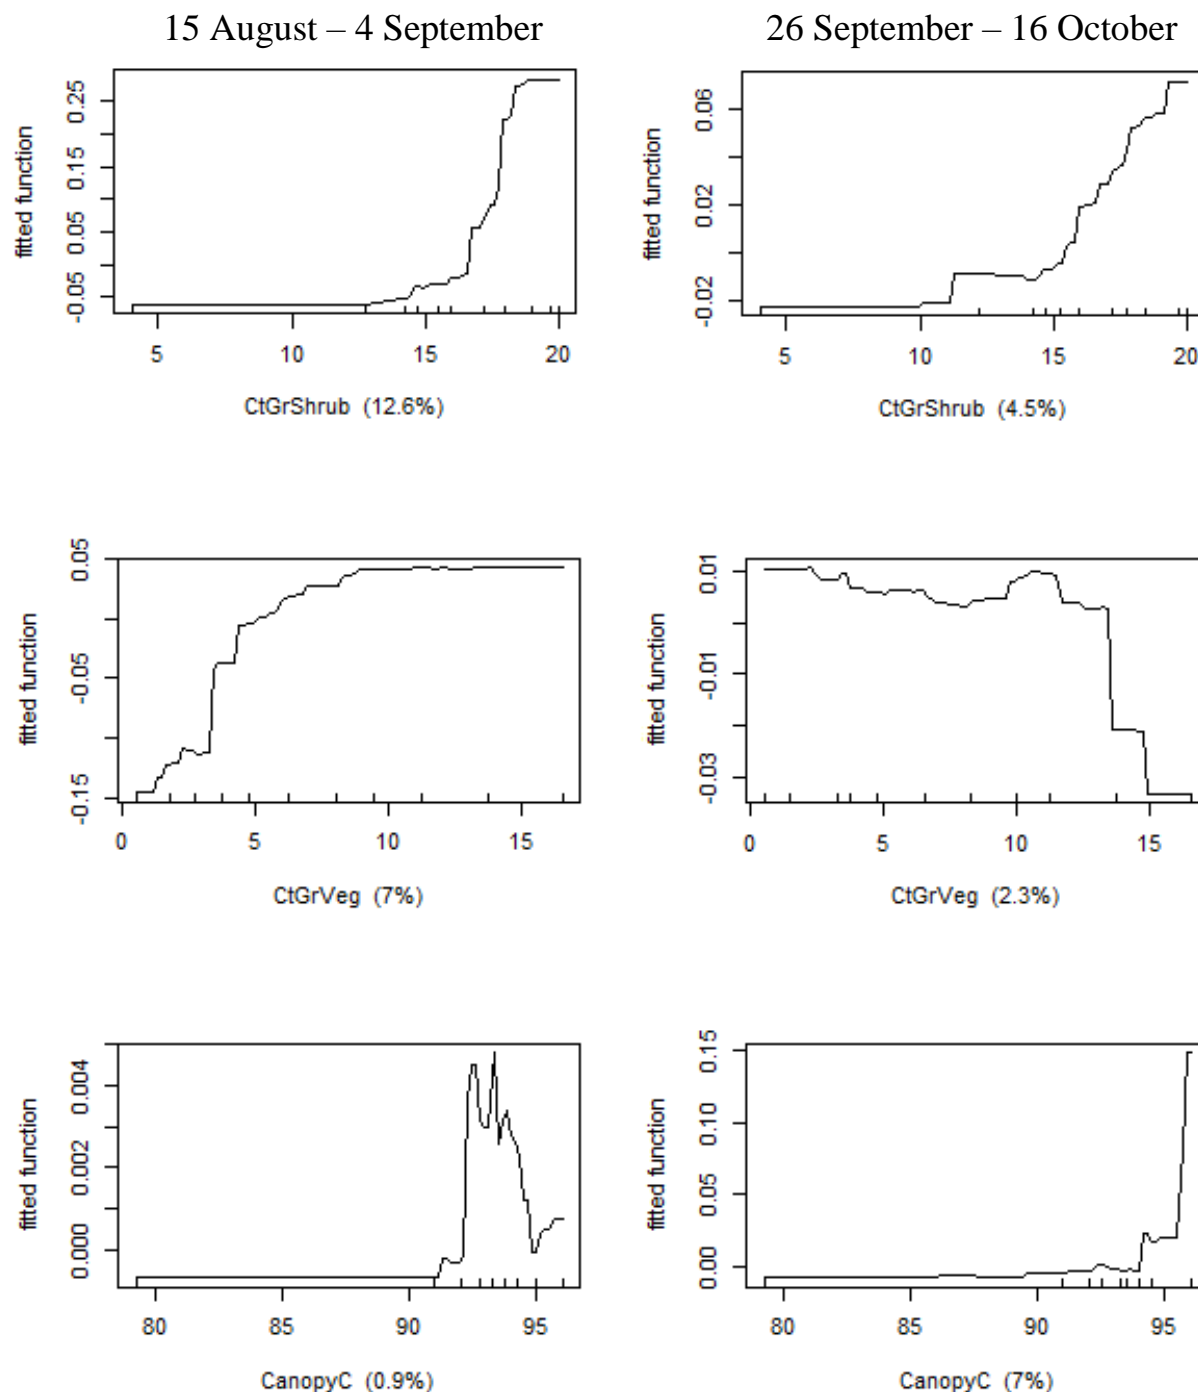 15 August – 4 September
26 September – 16 October
fitted function
-0.05 0.05 0.15 0.25
5 10 15 20
CtGrShrub (12.6%)
fitted function
-0.02 0.02 0.06
5 10 15 20
CtGrShrub (4.5%)
fitted function
-0.15 -0.05 0.05
0 5 10 15
CtGrVeg (7%)
fitted function
-0.03 -0.01 0.01
0 5 10 15
CtGrVeg (2.3%)
fitted function
0.000 0.002 0.004
80 85 90 95
CanopyC (0.9%)
fitted function
0.00 0.05 0.10 0.15
80 85 90 95
CanopyC (7%)